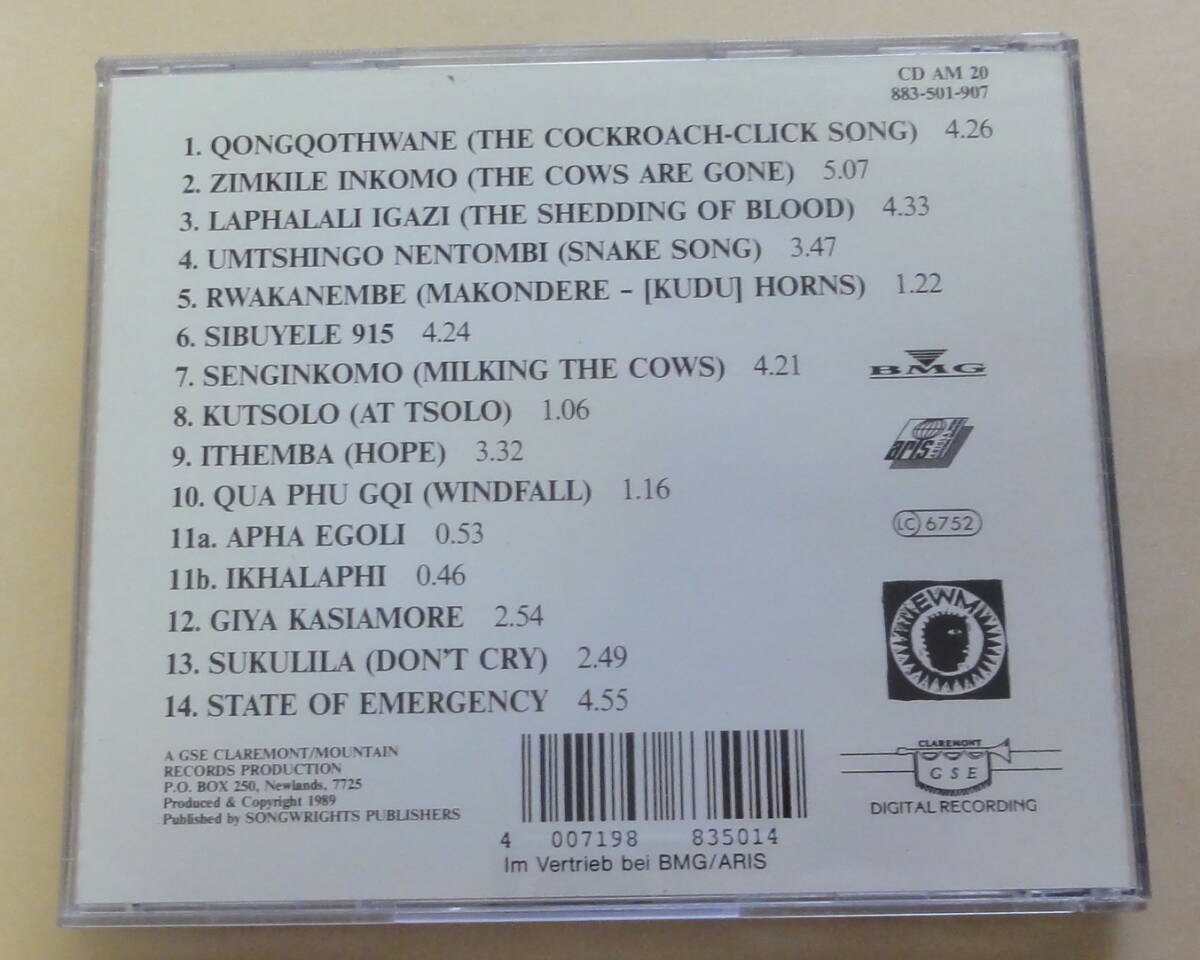 CD AM 20
883-501-907
1. QONGQOTHWANE (THE COCKROACH-CLICK SONG) 4.26
2. ZIMKILE INKOMO (THE COWS ARE GONE) 5.07
3. LAPHALALI IGAZI (THE SHEDDING OF BLOOD) 4.33
4. UMTSHINGO NENTOMBI (SNAKE SONG) 3.47
5. RWAKANEMBE (MAKONDERE – [KUDU] HORNS) 1.22
6. SIBUYELE 915 4.24
7. SENGINKOMO (MILKING THE COWS) 4.21
8. KUTSOLO (AT TSOLO) 1.06
9. ITHEMBA (HOPE) 3.32
10. QUA PHU GQI (WINDFALL) 1.16
11a. APHA EGOLI 0.53
11b. IKHALAPHI 0.46
12. GIYA KASIAMORE 2.54
13. SUKULILA (DON'T CRY) 2.49
14. STATE OF EMERGENCY 4.55
BMG
aris
LC 6752
EWM
CLAREMONT
GSE
DIGITAL RECORDING
A GSE CLAREMONT/MOUNTAIN
RECORDS PRODUCTION
P.O. BOX 250, Newlands, 7725
Produced & Copyright 1989
Published by SONGWRIGHTS PUBLISHERS
4 007198 835014
Im Vertrieb bei BMG/ARIS